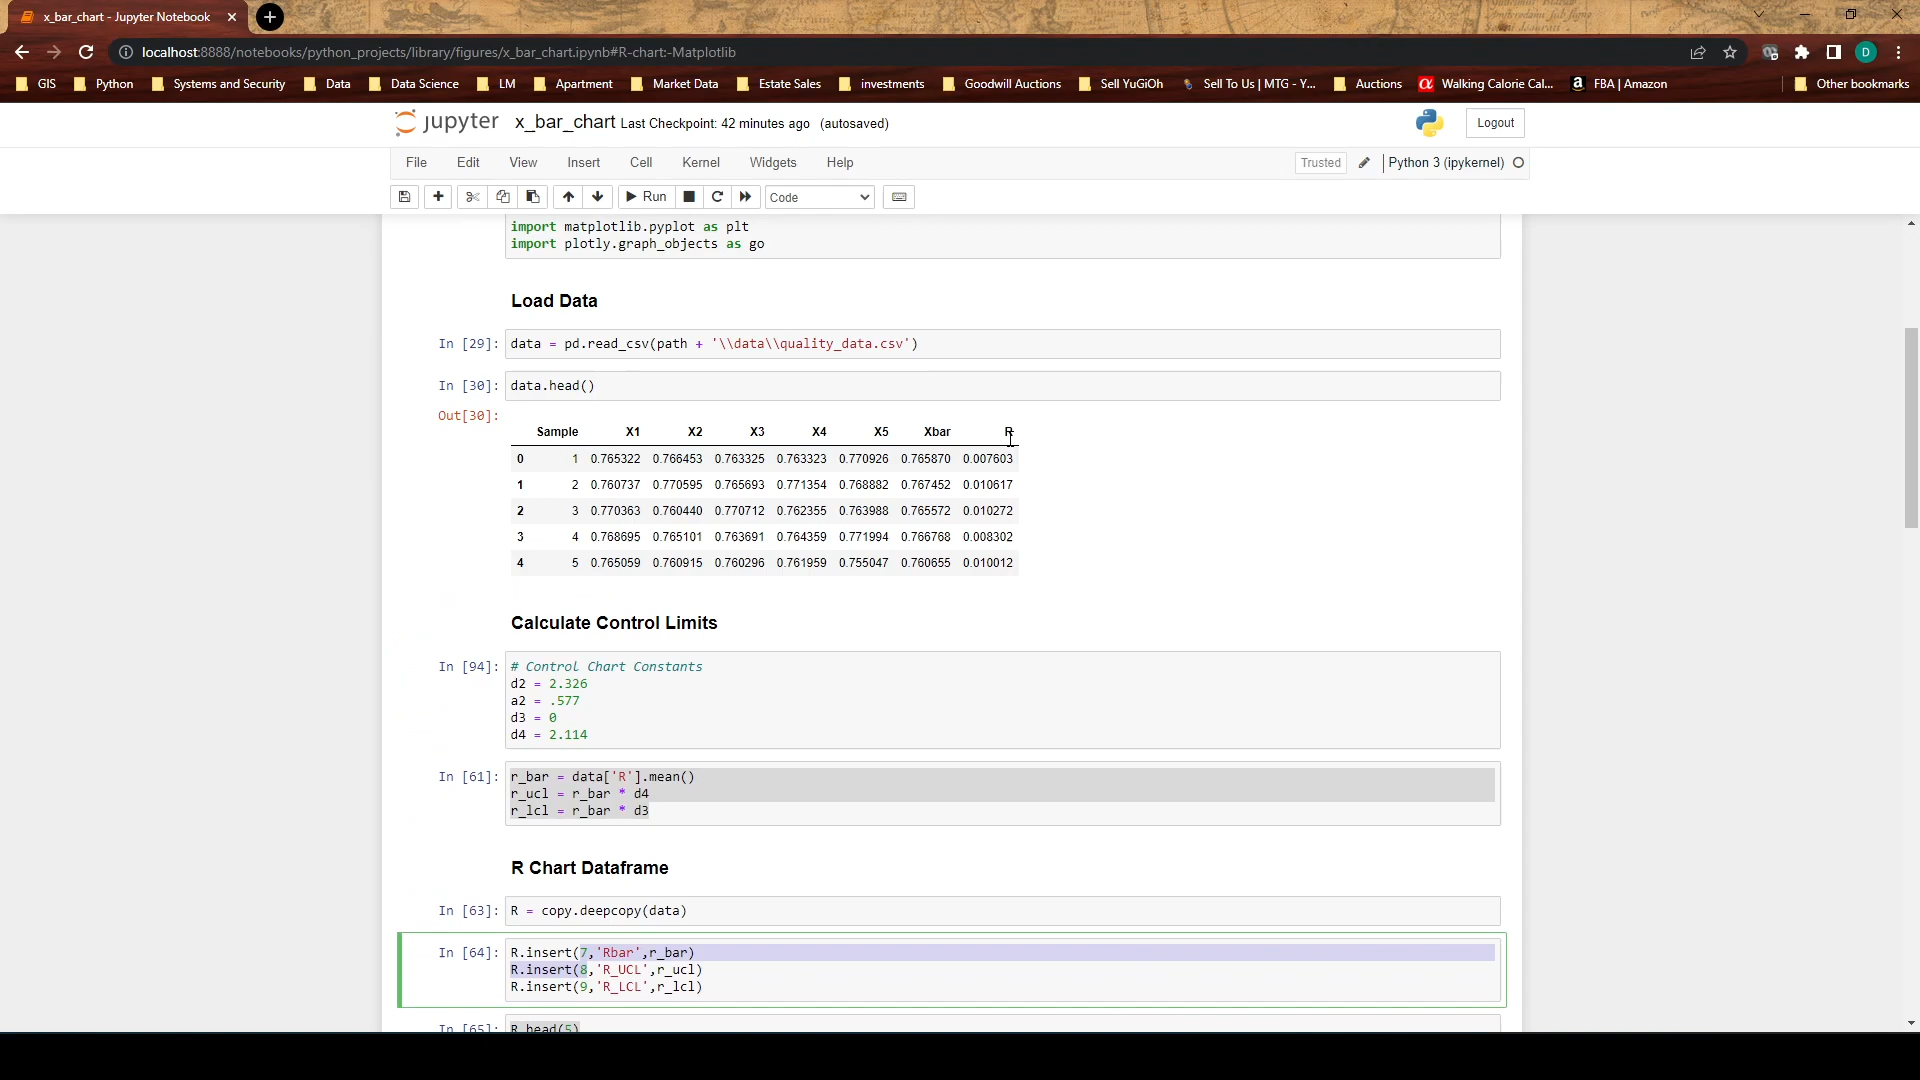 x_bar_chart - Jupyter Notebook
localhost:8888/notebooks/python_projects/library/figures/x_bar_chart.ipynb#R-chart:-Matplotlib
D
GIS Python Systems and Security Data Data Science LM Apartment Market Data Estate Sales investments Goodwill Auctions Sell YuGiOh Sell To Us | MTG - Y... Auctions Walking Calorie Cal... FBA | Amazon Other bookmarks
jupyter x_bar_chart Last Checkpoint: 42 minutes ago (autosaved) Logout
File Edit View Insert Cell Kernel Widgets Help Trusted Python 3 (ipykernel)
Run Code
import matplotlib.pyplot as plt
import plotly.graph_objects as go
Load Data
In [29]: data = pd.read_csv(path + '\\data\\quality_data.csv')
In [30]: data.head()
Out[30]:
Sample X1 X2 X3 X4 X5 Xbar R
0 1 0.765322 0.766453 0.763325 0.763323 0.770926 0.765870 0.007603
1 2 0.760737 0.770595 0.765693 0.771354 0.768882 0.767452 0.010617
2 3 0.770363 0.760440 0.770712 0.762355 0.763988 0.765572 0.010272
3 4 0.768695 0.765101 0.763691 0.764359 0.771994 0.766768 0.008302
4 5 0.765059 0.760915 0.760296 0.761959 0.755047 0.760655 0.010012
Calculate Control Limits
In [94]: # Control Chart Constants
d2 = 2.326
a2 = .577
d3 = 0
d4 = 2.114
In [61]: r_bar = data['R'].mean()
r_ucl = r_bar * d4
r_lcl = r_bar * d3
R Chart Dataframe
In [63]: R = copy.deepcopy(data)
In [64]: R.insert(7,'Rbar',r_bar)
R.insert(8,'R_UCL',r_ucl)
R.insert(9,'R_LCL',r_lcl)
In [65]: R.head(5)